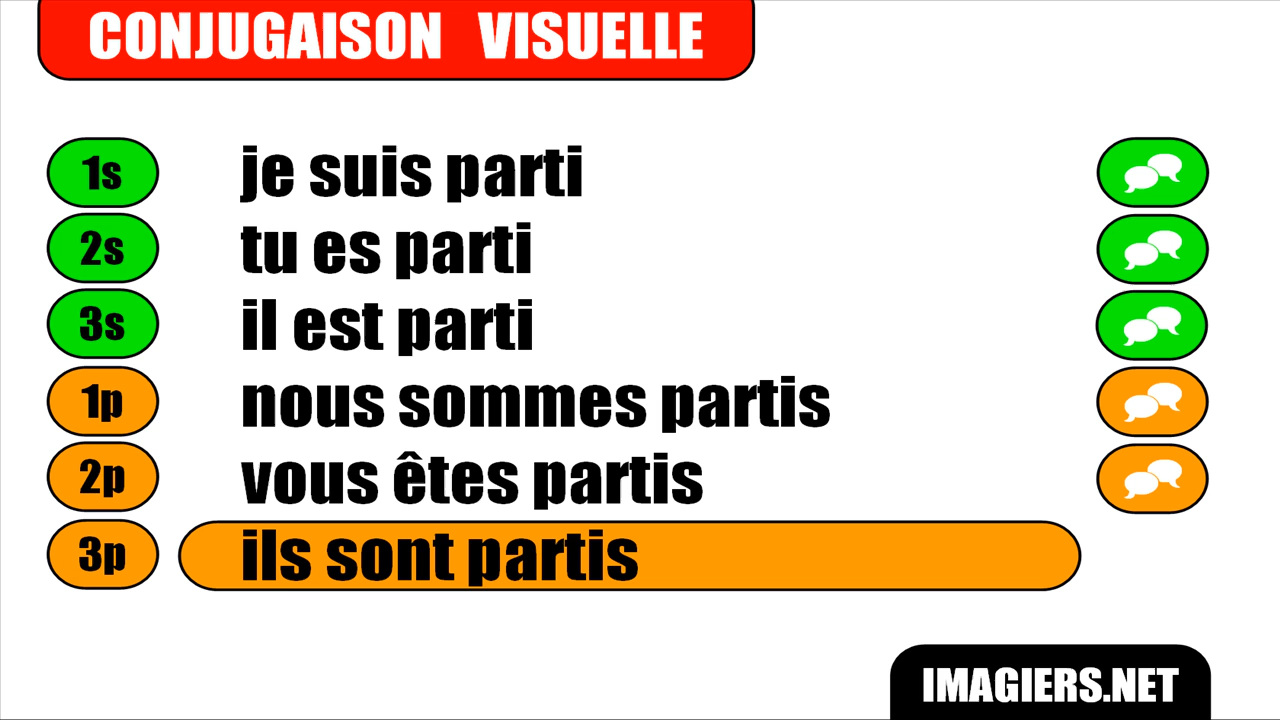 CONJUGAISON VISUELLE
1s je suis parti
2s tu es parti
3s il est parti
1p nous sommes partis
2p vous êtes partis
3p ils sont partis
IMAGIERS.NET